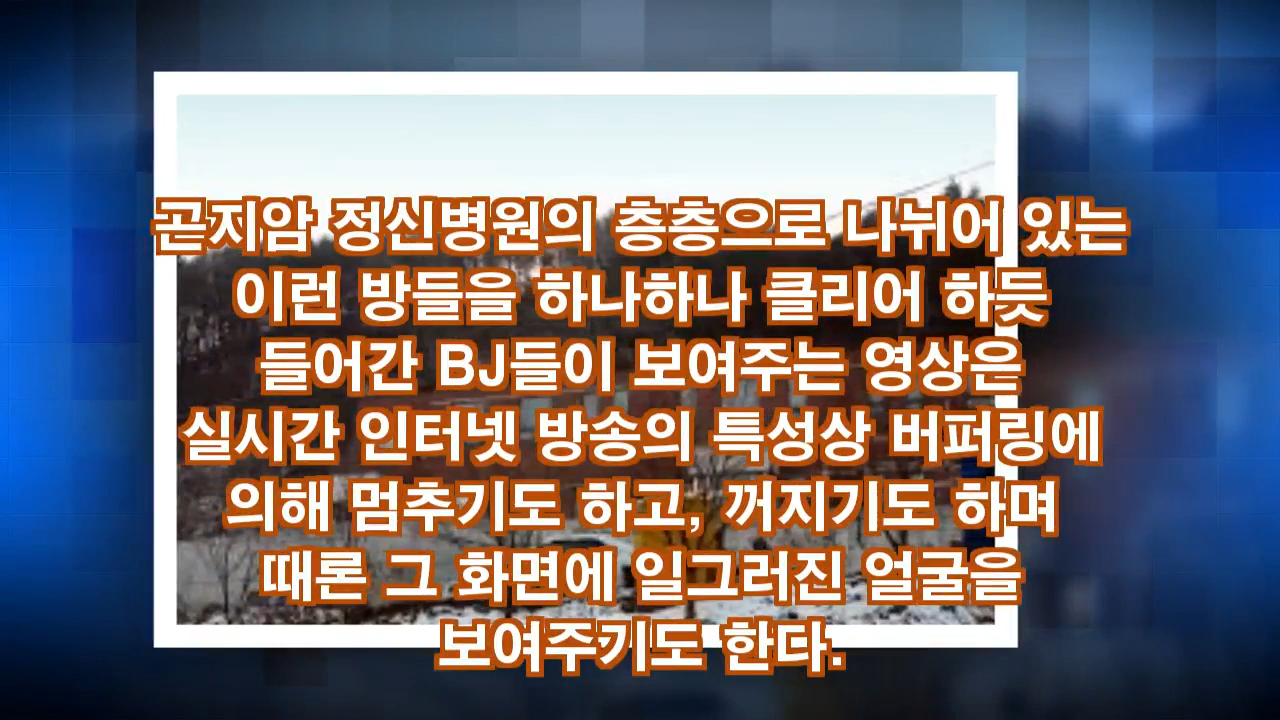 곧지암 정신병원의 층층으로 나뉘어 있는
이런 방들을 하나하나 클리어 하듯
들어간 BJ들이 보여주는 영상은
실시간 인터넷 방송의 특성상 버퍼링에
의해 멈추기도 하고, 꺼지기도 하며
때론 그 화면에 일그러진 얼굴을
보여주기도 한다.